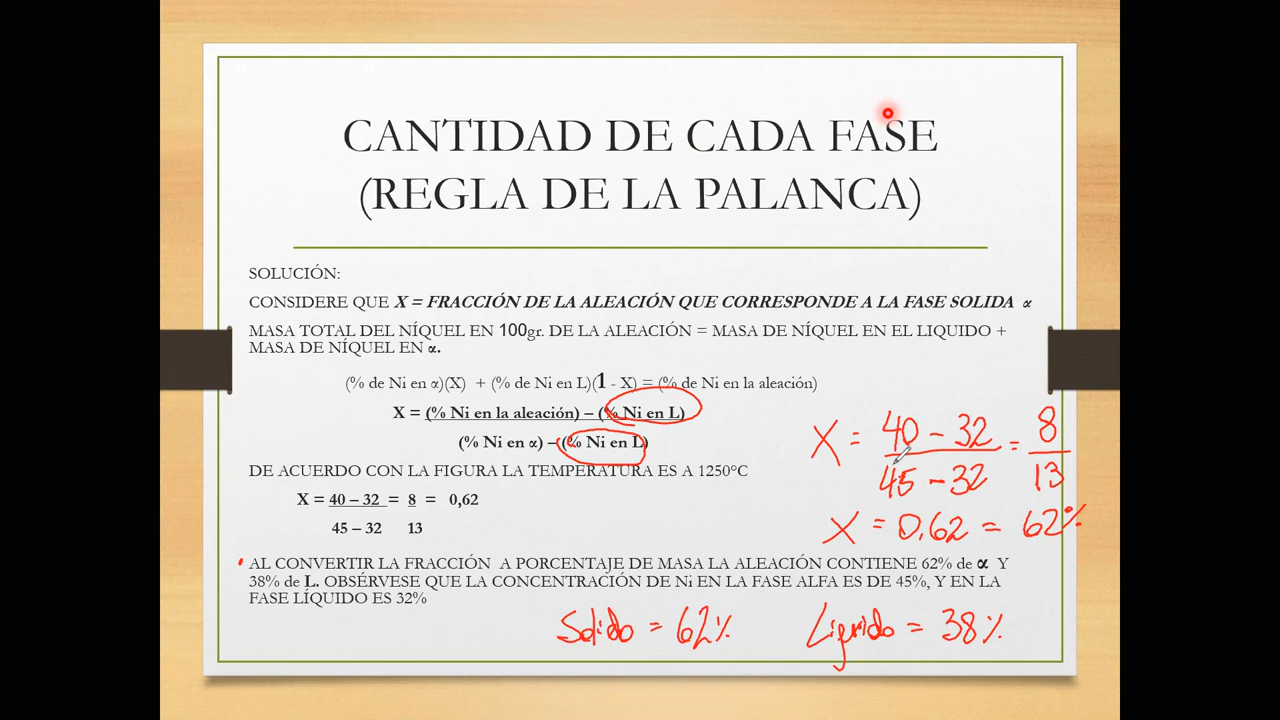 CANTIDAD DE CADA FASE
(REGLA DE LA PALANCA)
SOLUCIÓN:
CONSIDERE QUE X = FRACCIÓN DE LA ALEACIÓN QUE CORRESPONDE A LA FASE SOLIDA α
MASA TOTAL DEL NÍQUEL EN 100gr. DE LA ALEACIÓN = MASA DE NÍQUEL EN EL LIQUIDO +
MASA DE NÍQUEL EN α.
(% de Ni en α)(X) + (% de Ni en L)(1 - X) = (% de Ni en la aleación)
X = (% Ni en la aleación) – (% Ni en L)
(% Ni en α) – (% Ni en L)
DE ACUERDO CON LA FIGURA LA TEMPERATURA ES A 1250°C
X = 40 – 32 = 8 = 0,62
45 – 32 13
X = 40 - 32 = 8
45 - 32 13
X = 0.62 = 62%
AL CONVERTIR LA FRACCIÓN A PORCENTAJE DE MASA LA ALEACIÓN CONTIENE 62% de α Y
38% de L. OBSÉRVESE QUE LA CONCENTRACIÓN DE Ni EN LA FASE ALFA ES DE 45%, Y EN LA
FASE LÍQUIDO ES 32%
Solido = 62% Líquido = 38%